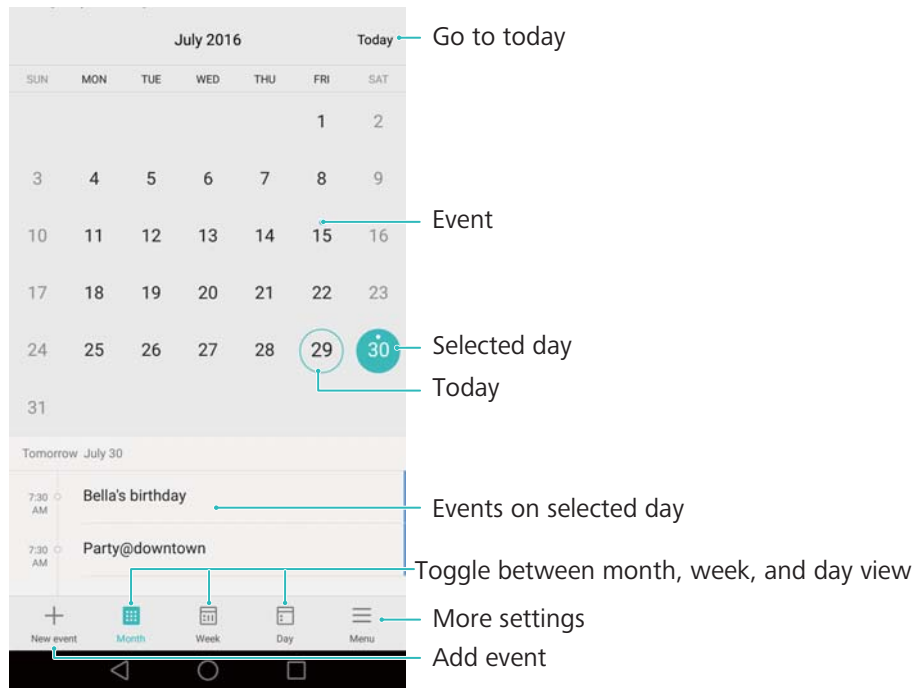 July 2016 Today Go to today
SUN MON TUE WED THU FRI SAT
1 2
3 4 5 6 7 8 9
Event
10 11 12 13 14 15 16
17 18 19 20 21 22 23
24 25 26 27 28 29 30 Selected day
Today
31
Tomorrow July 30
7:30 AM Bella's birthday
Events on selected day
7:30 AM Party@downtown
Toggle between month, week, and day view
More settings
New event Month Week Day Menu
Add event